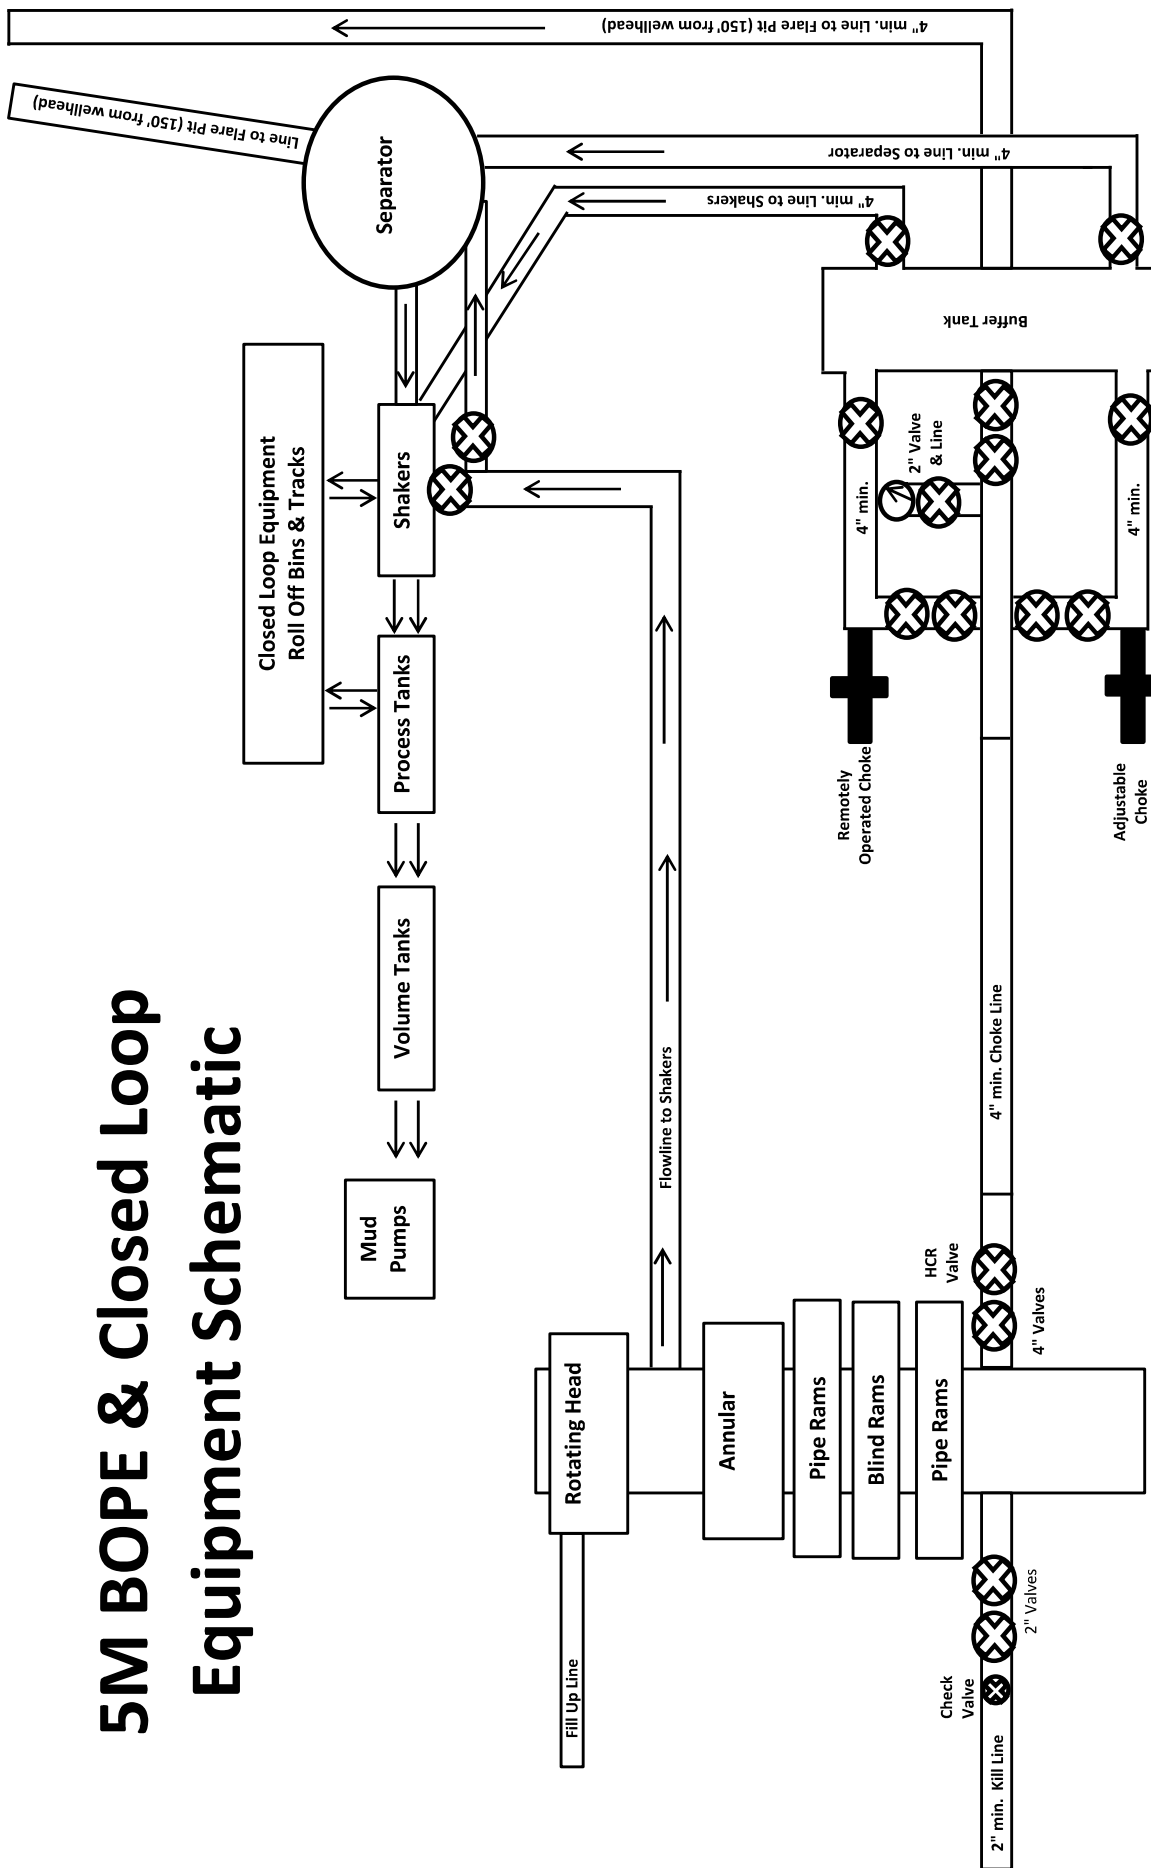 5M BOPE & Closed Loop
Equipment Schematic
4" min. Line to Flare Pit (150' from wellhead)
Line to Flare Pit (150' from wellhead)
Separator
4" min. Line to Separator
4" min. Line to Shakers
Closed Loop Equipment
Roll Off Bins & Tracks
Shakers
Process Tanks
Volume Tanks
Mud
Pumps
Buffer Tank
2" Valve
& Line
4" min.
4" min.
Remotely
Operated Choke
Adjustable
Choke
Flowline to Shakers
4" min. Choke Line
HCR
Valve
4" Valves
Rotating Head
Annular
Pipe Rams
Blind Rams
Pipe Rams
Fill Up Line
2" Valves
Check
Valve
2" min. Kill Line